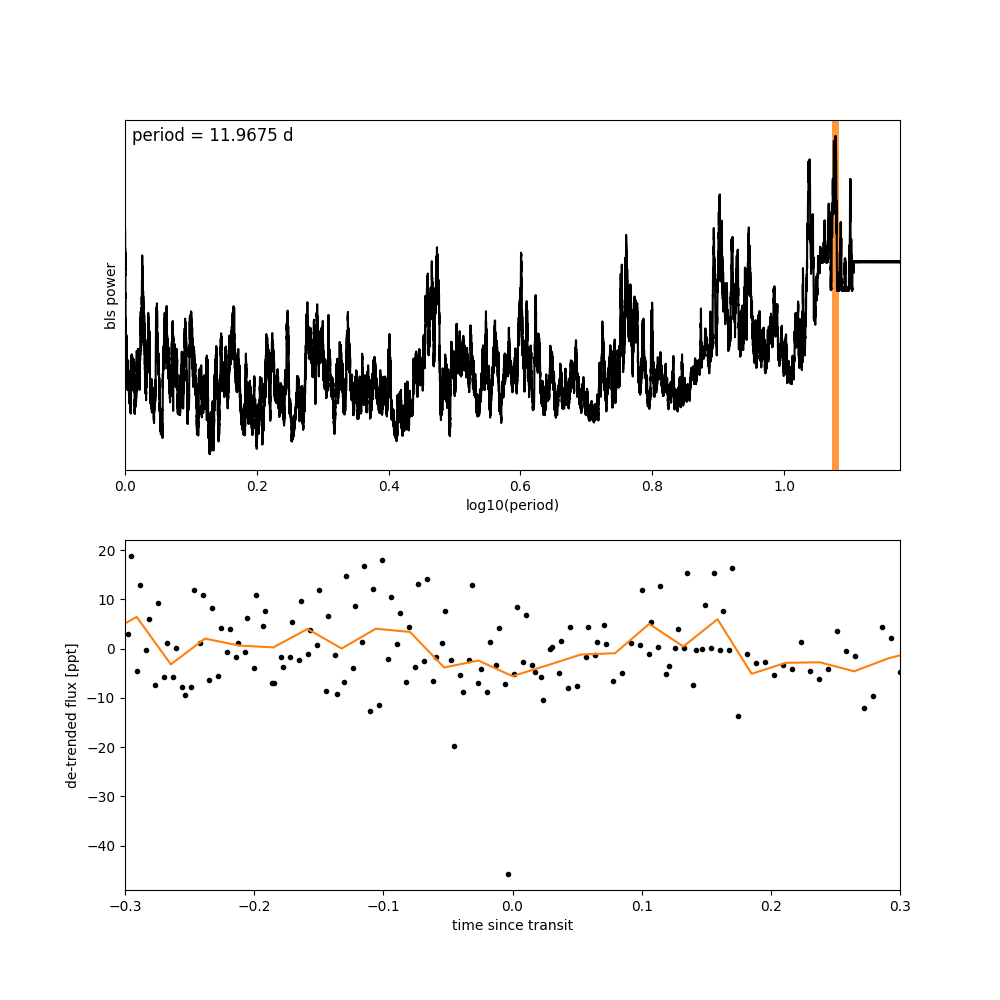 period = 11.9675 d
bls power
0.0 0.2 0.4 0.6 0.8 1.0
log10(period)
20
10
0
−10
−20
−30
−40
de-trended flux [ppt]
−0.3 −0.2 −0.1 0.0 0.1 0.2 0.3
time since transit